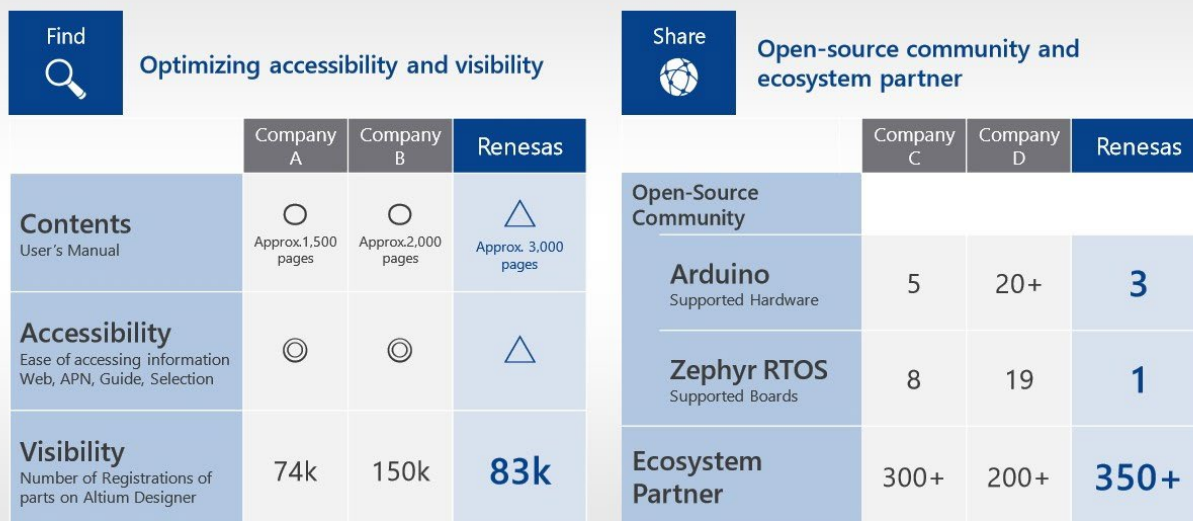 Find
Optimizing accessibility and visibility
Company
A
Company
B
Renesas
Contents
User's Manual
Approx.1,500
pages
Approx.2,000
pages
Approx. 3,000
pages
Accessibility
Ease of accessing information
Web, APN, Guide, Selection
Visibility
Number of Registrations of
parts on Altium Designer
74k
150k
83k
Share
Open-source community and
ecosystem partner
Company
C
Company
D
Renesas
Open-Source
Community
Arduino
Supported Hardware
5
20+
3
Zephyr RTOS
Supported Boards
8
19
1
Ecosystem
Partner
300+
200+
350+